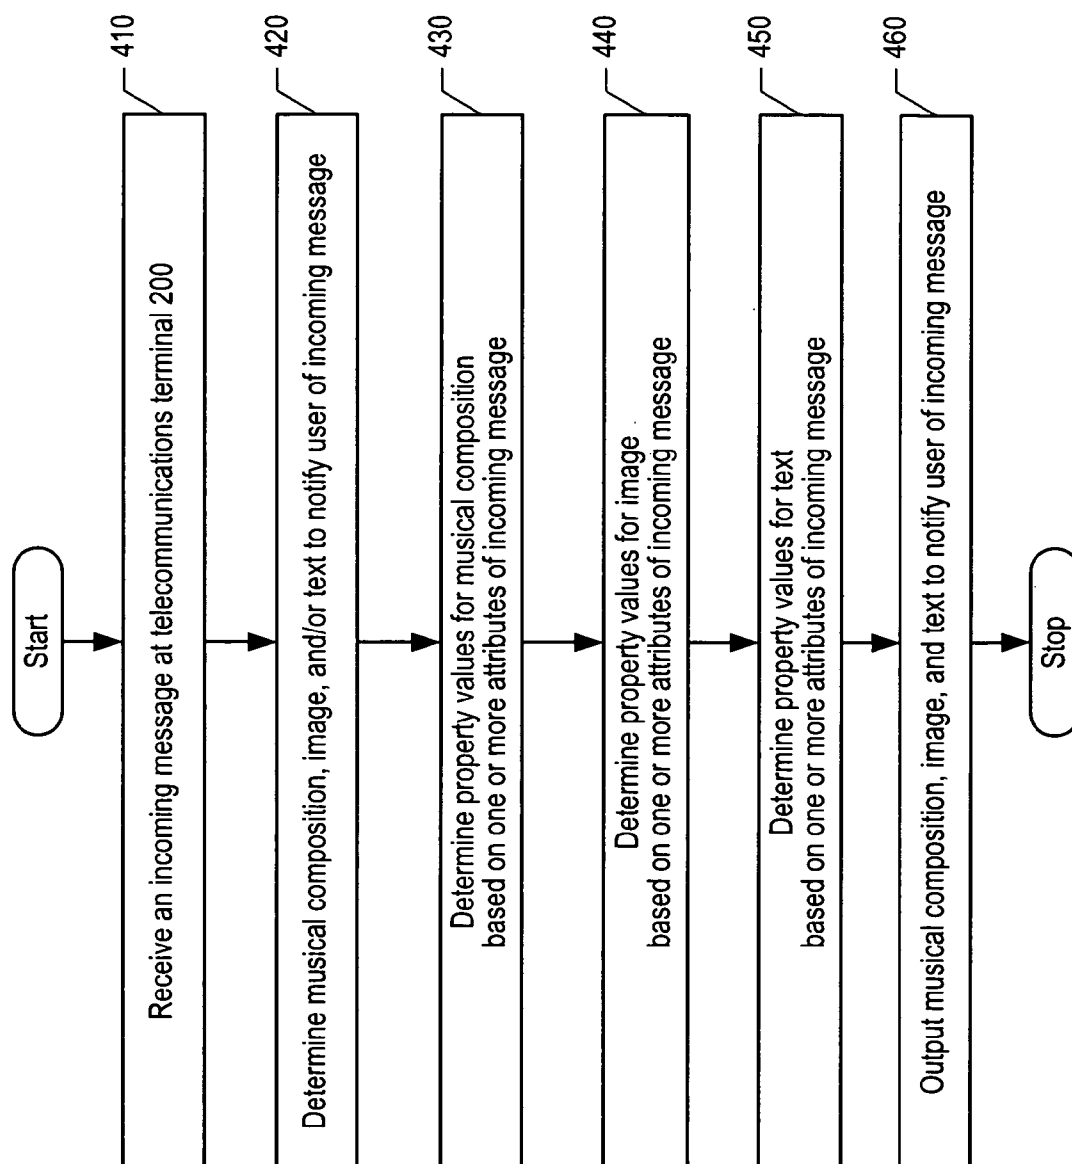 Start
410
Receive an incoming message at telecommunications terminal 200
420
Determine musical composition, image, and/or text to notify user of incoming message
430
Determine property values for musical composition
based on one or more attributes of incoming message
440
Determine property values for image
based on one or more attributes of incoming message
450
Determine property values for text
based on one or more attributes of incoming message
460
Output musical composition, image, and text to notify user of incoming message
Stop